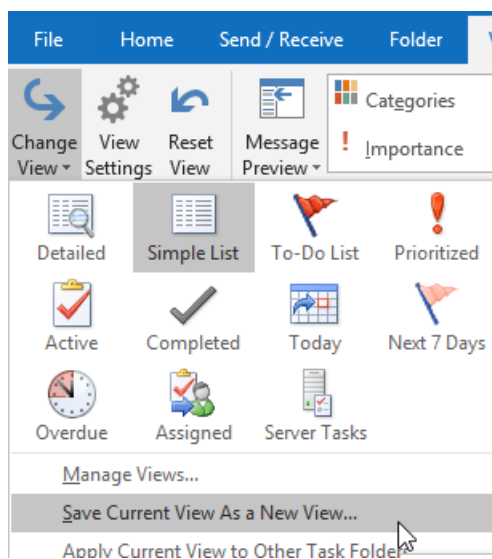 File Home Send / Receive Folder
Change View View Settings Reset View Message Preview Categories
Importance
Detailed Simple List To-Do List Prioritized
Active Completed Today Next 7 Days
Overdue Assigned Server Tasks
Manage Views...
Save Current View As a New View...
Apply Current View to Other Task Folde